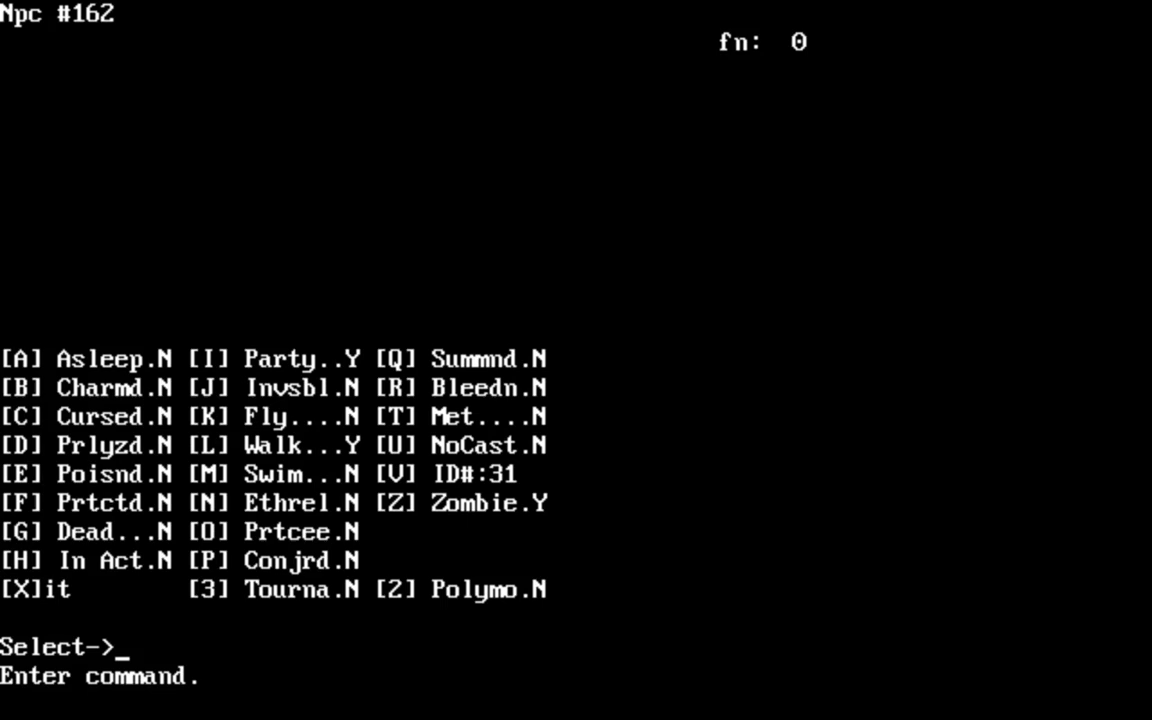 Npc #162
fn:  0
[A] Asleep.N [I] Party..Y [Q] Summnd.N
[B] Charmd.N [J] Invsbl.N [R] Bleedn.N
[C] Cursed.N [K] Fly....N [T] Met....N
[D] Prlyzd.N [L] Walk...Y [U] NoCast.N
[E] Poisnd.N [M] Swim...N [V] ID#:31
[F] Prtctd.N [N] Ethrel.N [Z] Zombie.Y
[G] Dead...N [O] Prtcee.N
[H] In Act.N [P] Conjrd.N
[X]it        [3] Tourna.N [2] Polymo.N
Select->_
Enter command.